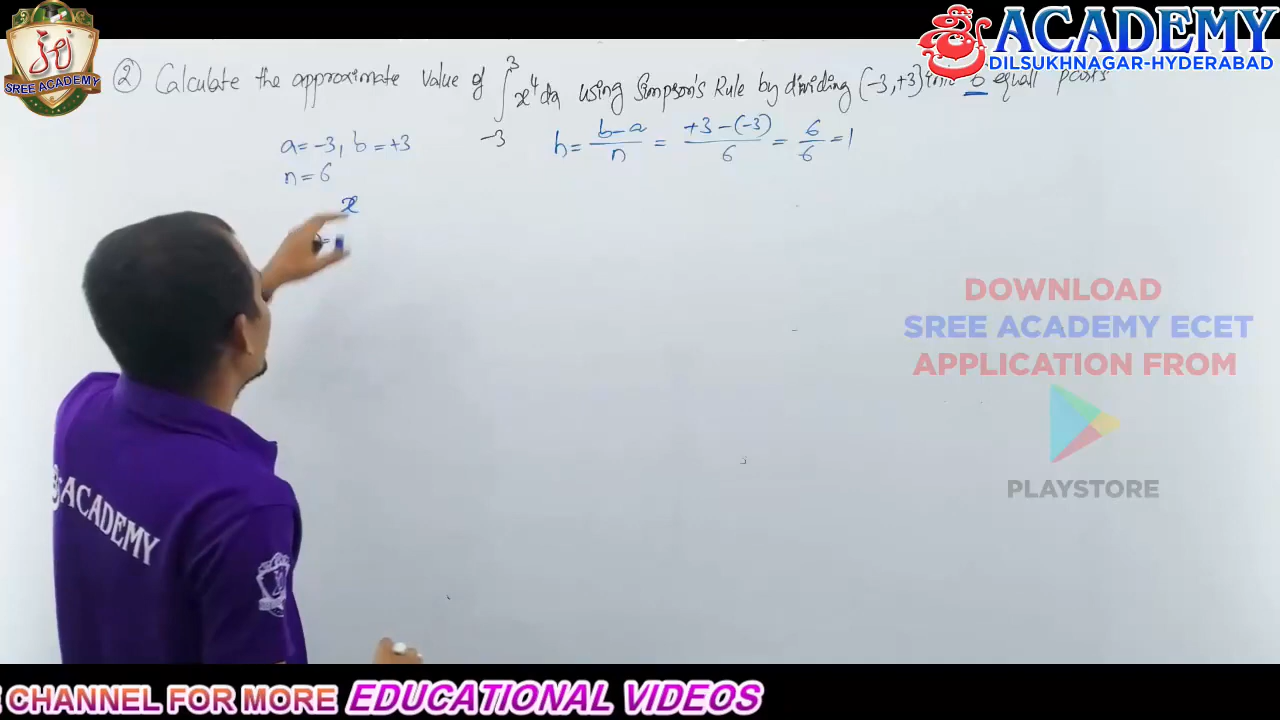 SREE ACADEMY
ACADEMY
DILSUKHNAGAR-HYDERABAD
② Calculate the approximate value of ∫₋₃³ x⁴ dx using Simpson's Rule by dividing (-3,+3) into 6 equall parts
a = -3, b = +3
n = 6
h = (b-a)/n = (+3-(-3))/6 = 6/6 = 1
x
=
DOWNLOAD
SREE ACADEMY ECET
APPLICATION FROM
PLAYSTORE
ACADEMY
ACADEMY
CHANNEL FOR MORE EDUCATIONAL VIDEOS